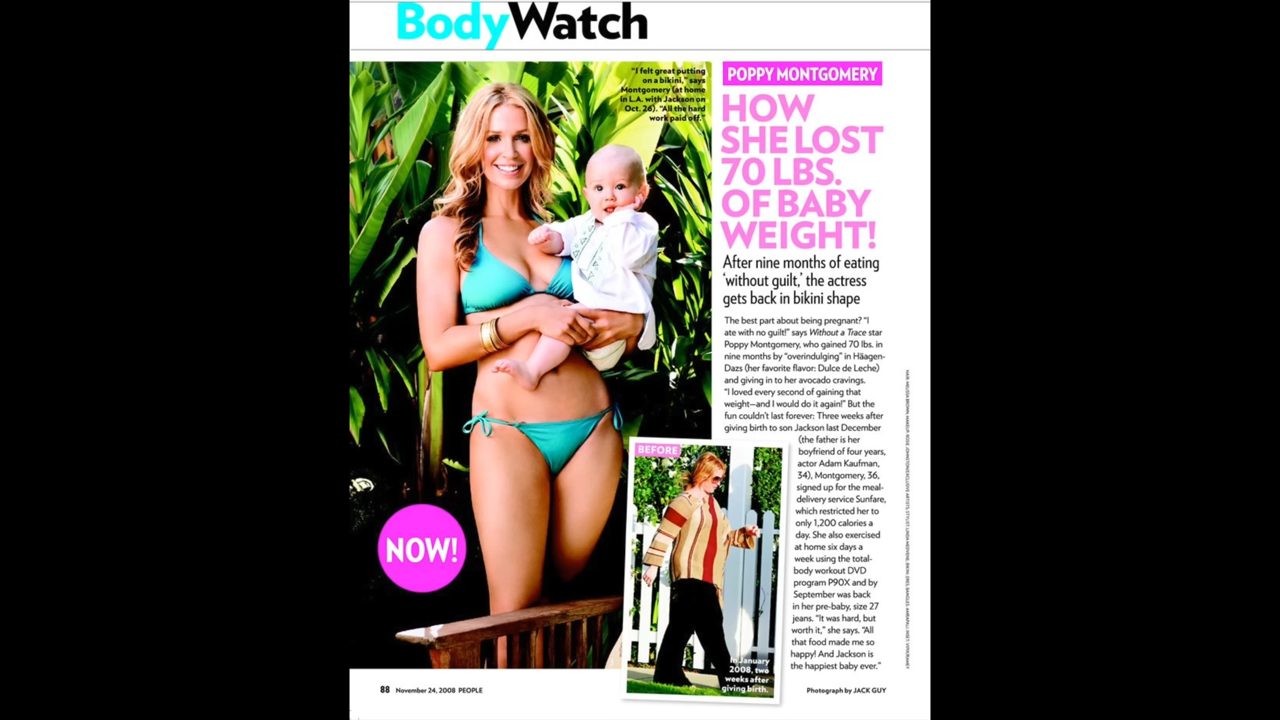 BodyWatch
"I felt great putting
on a bikini," says
Montgomery (at home
in L.A. with Jackson on
Oct. 26). "All the hard
work paid off."
POPPY MONTGOMERY
HOW
SHE LOST
70 LBS.
OF BABY
WEIGHT!
After nine months of eating
'without guilt,' the actress
gets back in bikini shape
The best part about being pregnant? "I
ate with no guilt!" says Without a Trace star
Poppy Montgomery, who gained 70 lbs. in
nine months by "overindulging" in Häagen-
Dazs (her favorite flavor: Dulce de Leche)
and giving in to her avocado cravings.
"I loved every second of gaining that
weight—and I would do it again!" But the
fun couldn't last forever: Three weeks after
giving birth to son Jackson last December
(the father is her
boyfriend of four years,
actor Adam Kaufman,
34), Montgomery, 36,
signed up for the meal-
delivery service Sunfare,
which restricted her to
only 1,200 calories a
day. She also exercised
at home six days a
week using the total-
body workout DVD
program P90X and by
September was back
in her pre-baby, size 27
jeans. "It was hard, but
worth it," she says. "All
that food made me so
happy! And Jackson is
the happiest baby ever."
NOW!
BEFORE
In January
2008, two
weeks after
giving birth.
88 November 24, 2008 PEOPLE
Photograph by JACK GUY